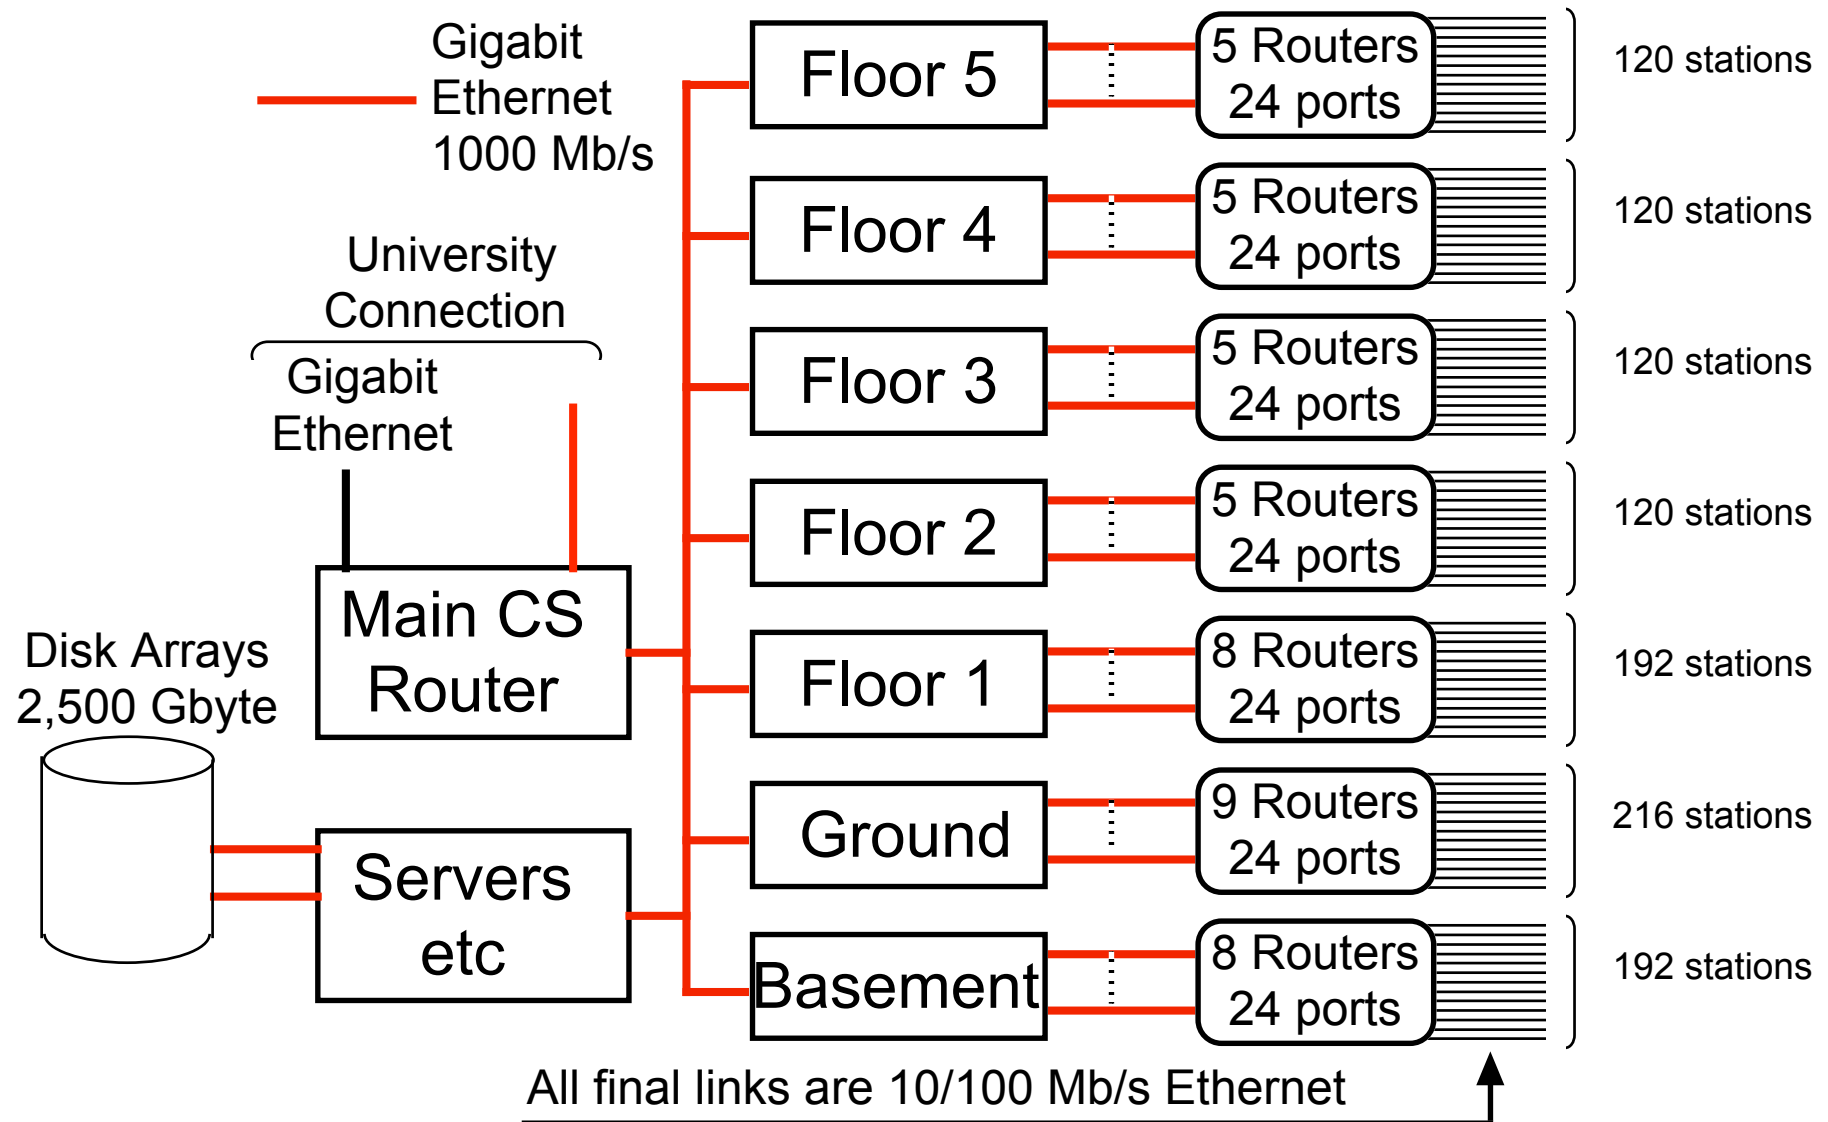 Gigabit
Ethernet
1000 Mb/s
University
Connection
Gigabit
Ethernet
Main CS
Router
Disk Arrays
2,500 Gbyte
Servers
etc
Floor 5
5 Routers
24 ports
120 stations
Floor 4
5 Routers
24 ports
120 stations
Floor 3
5 Routers
24 ports
120 stations
Floor 2
5 Routers
24 ports
120 stations
Floor 1
8 Routers
24 ports
192 stations
Ground
9 Routers
24 ports
216 stations
Basement
8 Routers
24 ports
192 stations
All final links are 10/100 Mb/s Ethernet